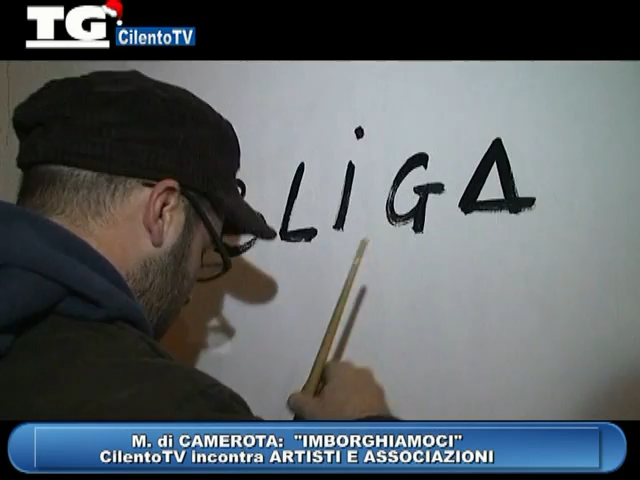 TG
CilentoTV
LiGA
M. di CAMEROTA: "IMBORGHIAMOCI"
CilentoTV incontra ARTISTI E ASSOCIAZIONI